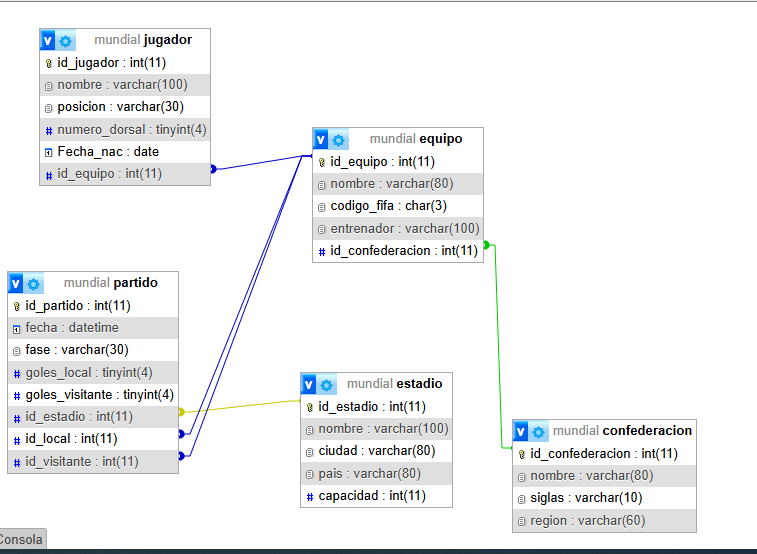 mundial jugador
id_jugador : int(11)
nombre : varchar(100)
posicion : varchar(30)
numero_dorsal : tinyint(4)
Fecha_nac : date
id_equipo : int(11)
mundial equipo
id_equipo : int(11)
nombre : varchar(80)
codigo_fifa : char(3)
entrenador : varchar(100)
id_confederacion : int(11)
mundial partido
id_partido : int(11)
fecha : datetime
fase : varchar(30)
goles_local : tinyint(4)
goles_visitante : tinyint(4)
id_estadio : int(11)
id_local : int(11)
id_visitante : int(11)
mundial estadio
id_estadio : int(11)
nombre : varchar(100)
ciudad : varchar(80)
pais : varchar(80)
capacidad : int(11)
mundial confederacion
id_confederacion : int(11)
nombre : varchar(80)
siglas : varchar(10)
region : varchar(60)
Consola